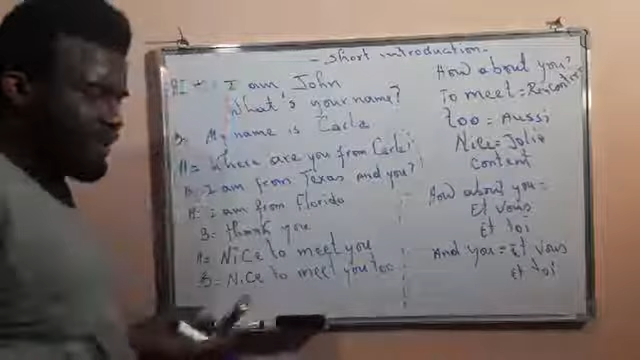 - Short introduction -
I am John
What's your name?
B: My name is Carla
A= Where are you from Carla?
B: I am from Texas and you?
A: I am from Florida
B= thank you
A= Nice to meet you
B= Nice to meet you too
How about you?
To meet = Rencontrer
too = Aussi
Nice = Jolie
content
How about you =
Et vous
Et toi
And you = Et vous
Et toi